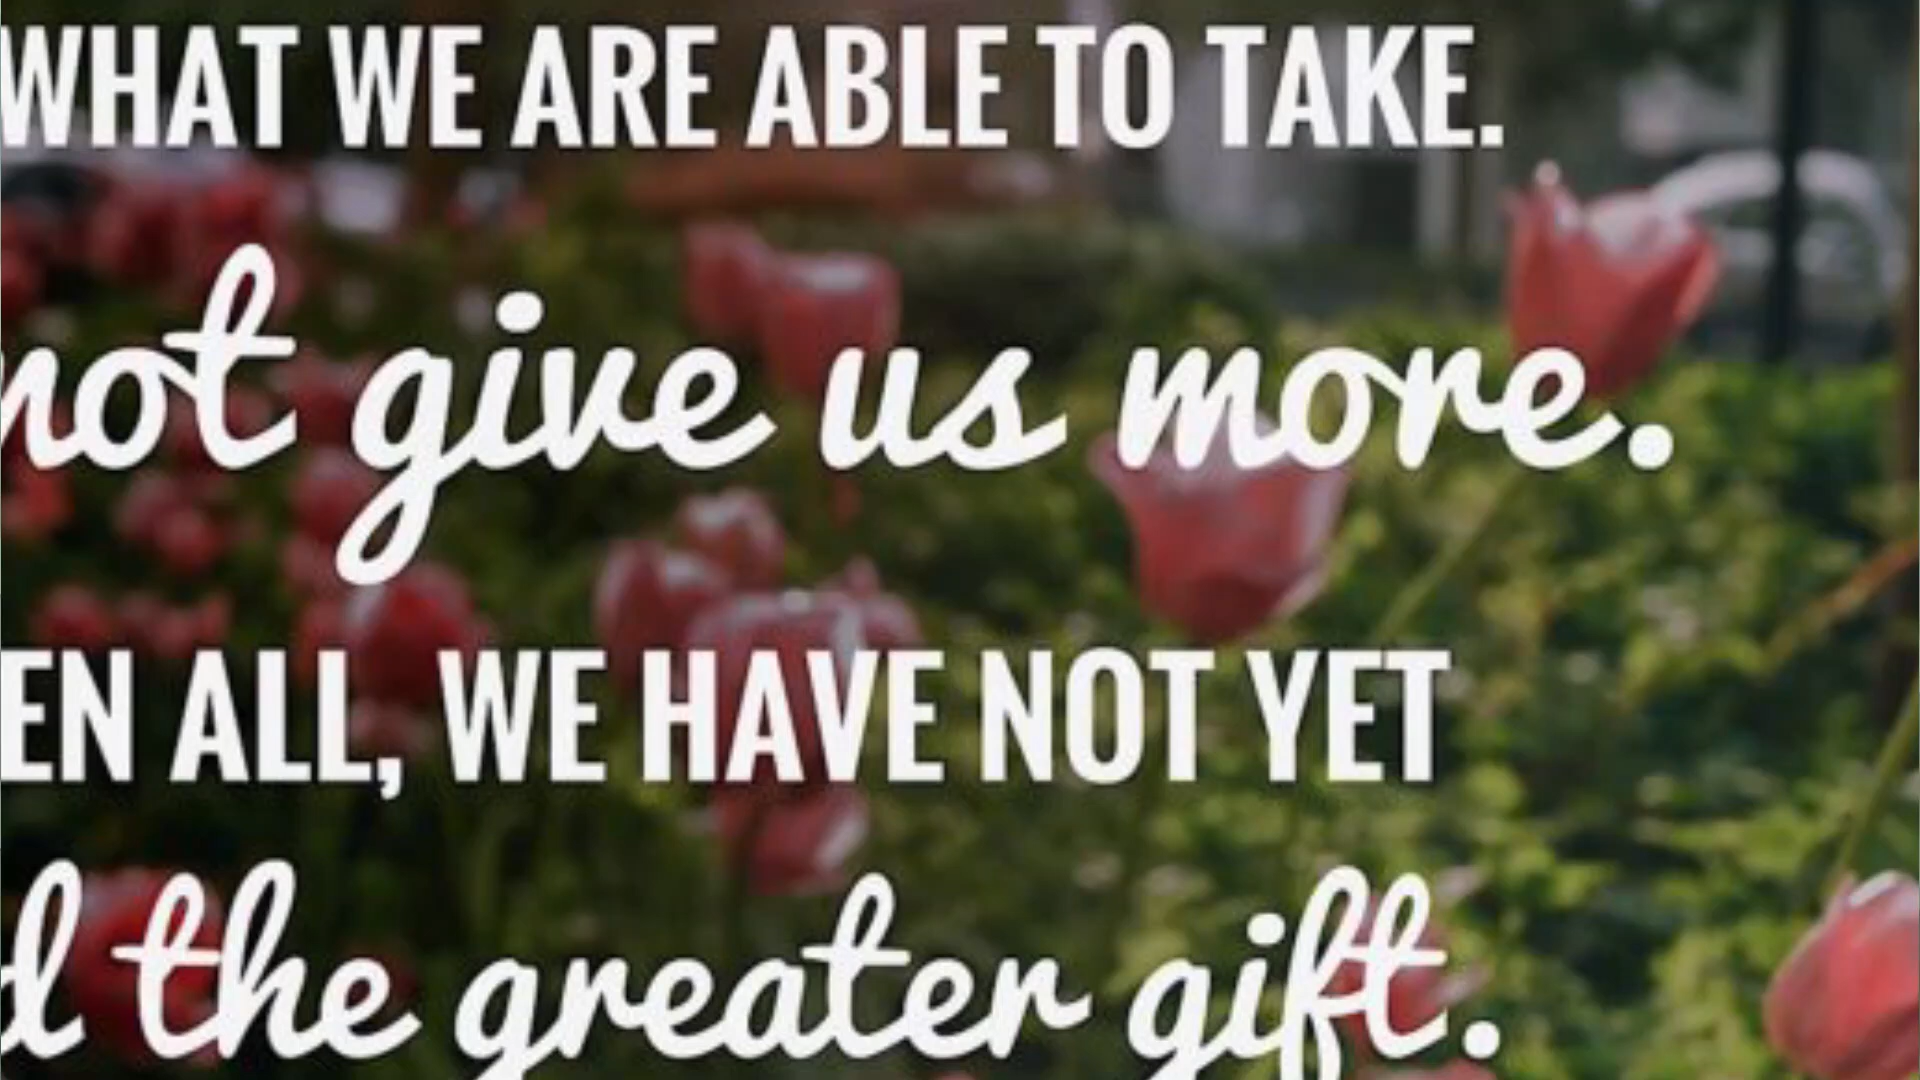 WHAT WE ARE ABLE TO TAKE.
not give us more.
EN ALL, WE HAVE NOT YET
d the greater gift.